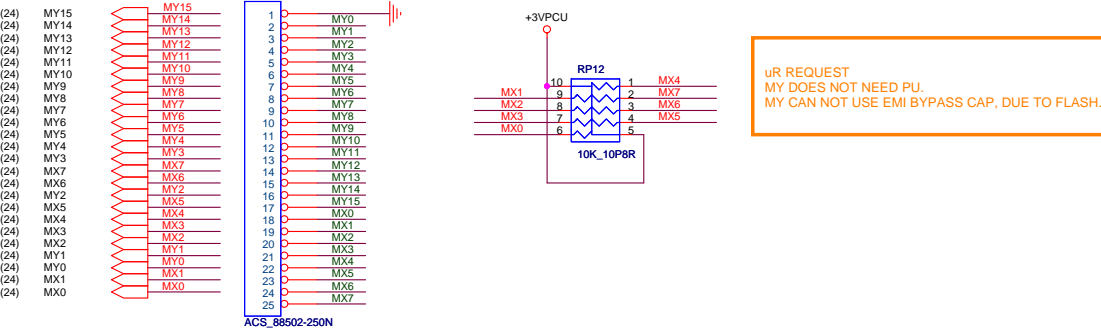 (24) MY15 MY15
(24) MY14 MY14
(24) MY13 MY13
(24) MY12 MY12
(24) MY11 MY11
(24) MY10 MY10
(24) MY9 MY9
(24) MY8 MY8
(24) MY7 MY7
(24) MY6 MY6
(24) MY5 MY5
(24) MY4 MY4
(24) MY3 MY3
(24) MX7 MX7
(24) MX6 MX6
(24) MY2 MY2
(24) MX5 MX5
(24) MX4 MX4
(24) MX3 MX3
(24) MX2 MX2
(24) MY1 MY1
(24) MY0 MY0
(24) MX1 MX1
(24) MX0 MX0
1
2 MY0
3 MY1
4 MY2
5 MY3
6 MY4
7 MY5
8 MY6
9 MY7
10 MY8
11 MY9
12 MY10
13 MY11
14 MY12
15 MY13
16 MY14
17 MY15
18 MX0
19 MX1
20 MX2
21 MX3
22 MX4
23 MX5
24 MX6
25 MX7
ACS_88502-250N
+3VPCU
RP12
10 1 MX4
MX1 9 2 MX7
MX2 8 3 MX6
MX3 7 4 MX5
MX0 6 5
10K_10P8R
uR REQUEST
MY DOES NOT NEED PU.
MY CAN NOT USE EMI BYPASS CAP, DUE TO FLASH.